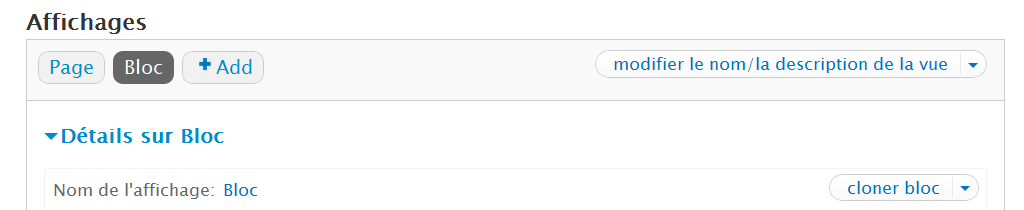 Affichages
Page Bloc Add modifier le nom/la description de la vue
Détails sur Bloc
Nom de l'affichage: Bloc cloner bloc